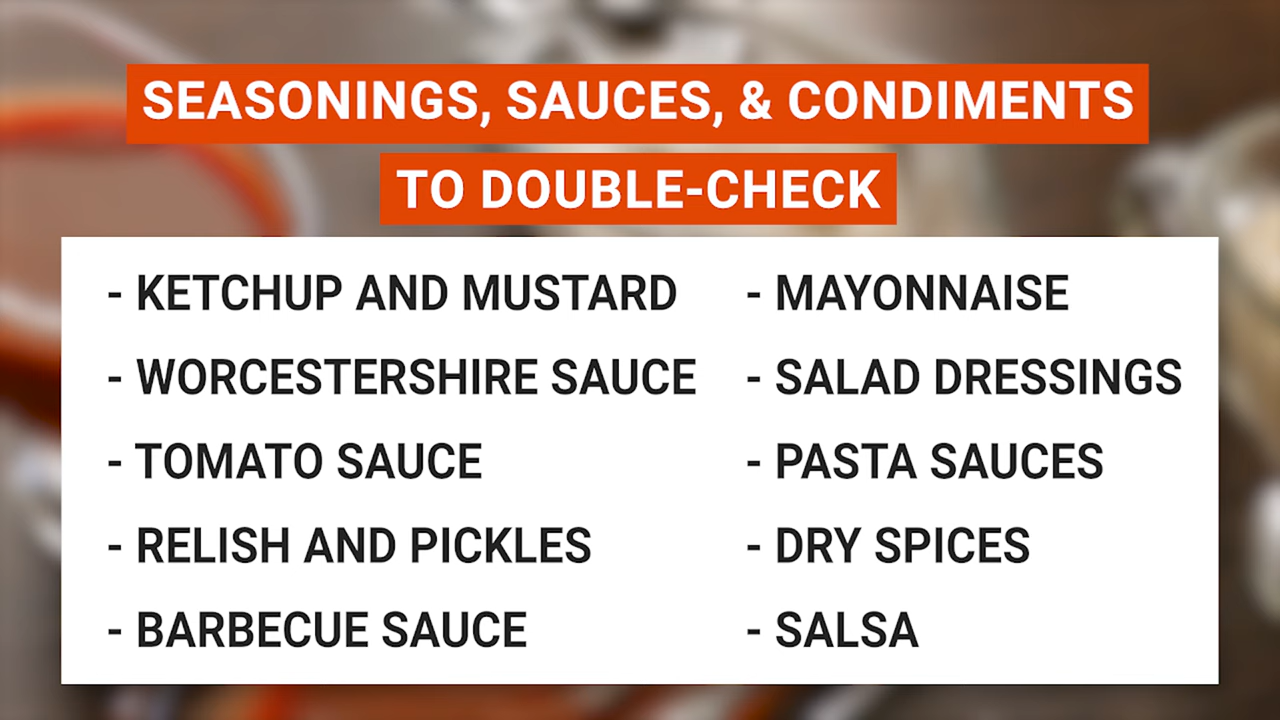 SEASONINGS, SAUCES, & CONDIMENTS
TO DOUBLE-CHECK
- KETCHUP AND MUSTARD
- WORCESTERSHIRE SAUCE
- TOMATO SAUCE
- RELISH AND PICKLES
- BARBECUE SAUCE
- MAYONNAISE
- SALAD DRESSINGS
- PASTA SAUCES
- DRY SPICES
- SALSA